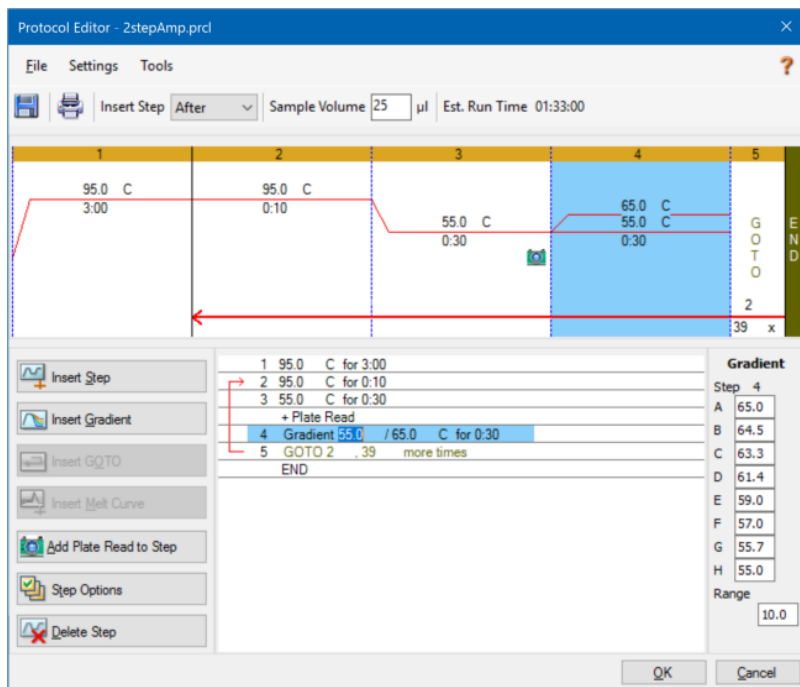 Protocol Editor - 2stepAmp.prcl
File Settings Tools ?
Insert Step After Sample Volume 25 µl Est. Run Time 01:33:00
1 2 3 4 5
95.0 C
3:00
95.0 C
0:10
55.0 C
0:30
65.0 C
55.0 C
0:30
G
O
T
O
2
39 x
E
N
D
Insert Step
Insert Gradient
Insert GOTO
Insert Melt Curve
Add Plate Read to Step
Step Options
Delete Step
1 95.0 C for 3:00
2 95.0 C for 0:10
3 55.0 C for 0:30
+ Plate Read
4 Gradient 55.0 / 65.0 C for 0:30
5 GOTO 2 , 39 more times
END
Gradient
Step 4
A 65.0
B 64.5
C 63.3
D 61.4
E 59.0
F 57.0
G 55.7
H 55.0
Range
10.0
OK Cancel